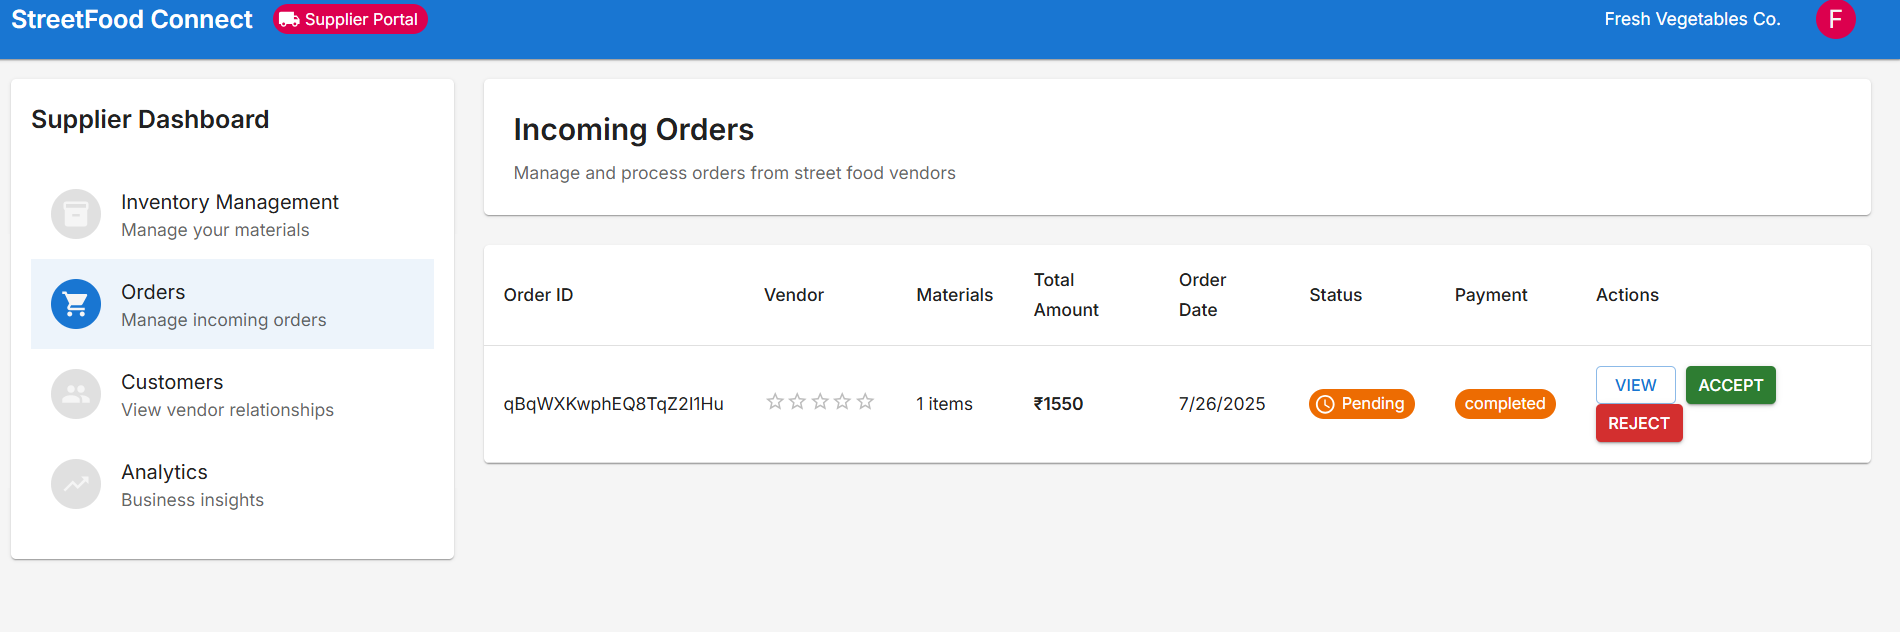 StreetFood Connect
Supplier Portal
Fresh Vegetables Co.
F
Supplier Dashboard
Inventory Management
Manage your materials
Orders
Manage incoming orders
Customers
View vendor relationships
Analytics
Business insights
Incoming Orders
Manage and process orders from street food vendors
Order ID Vendor Materials Total Amount Order Date Status Payment Actions
qBqWXKwphEQ8TqZ2I1Hu 1 items ₹1550 7/26/2025 Pending completed VIEW ACCEPT
REJECT